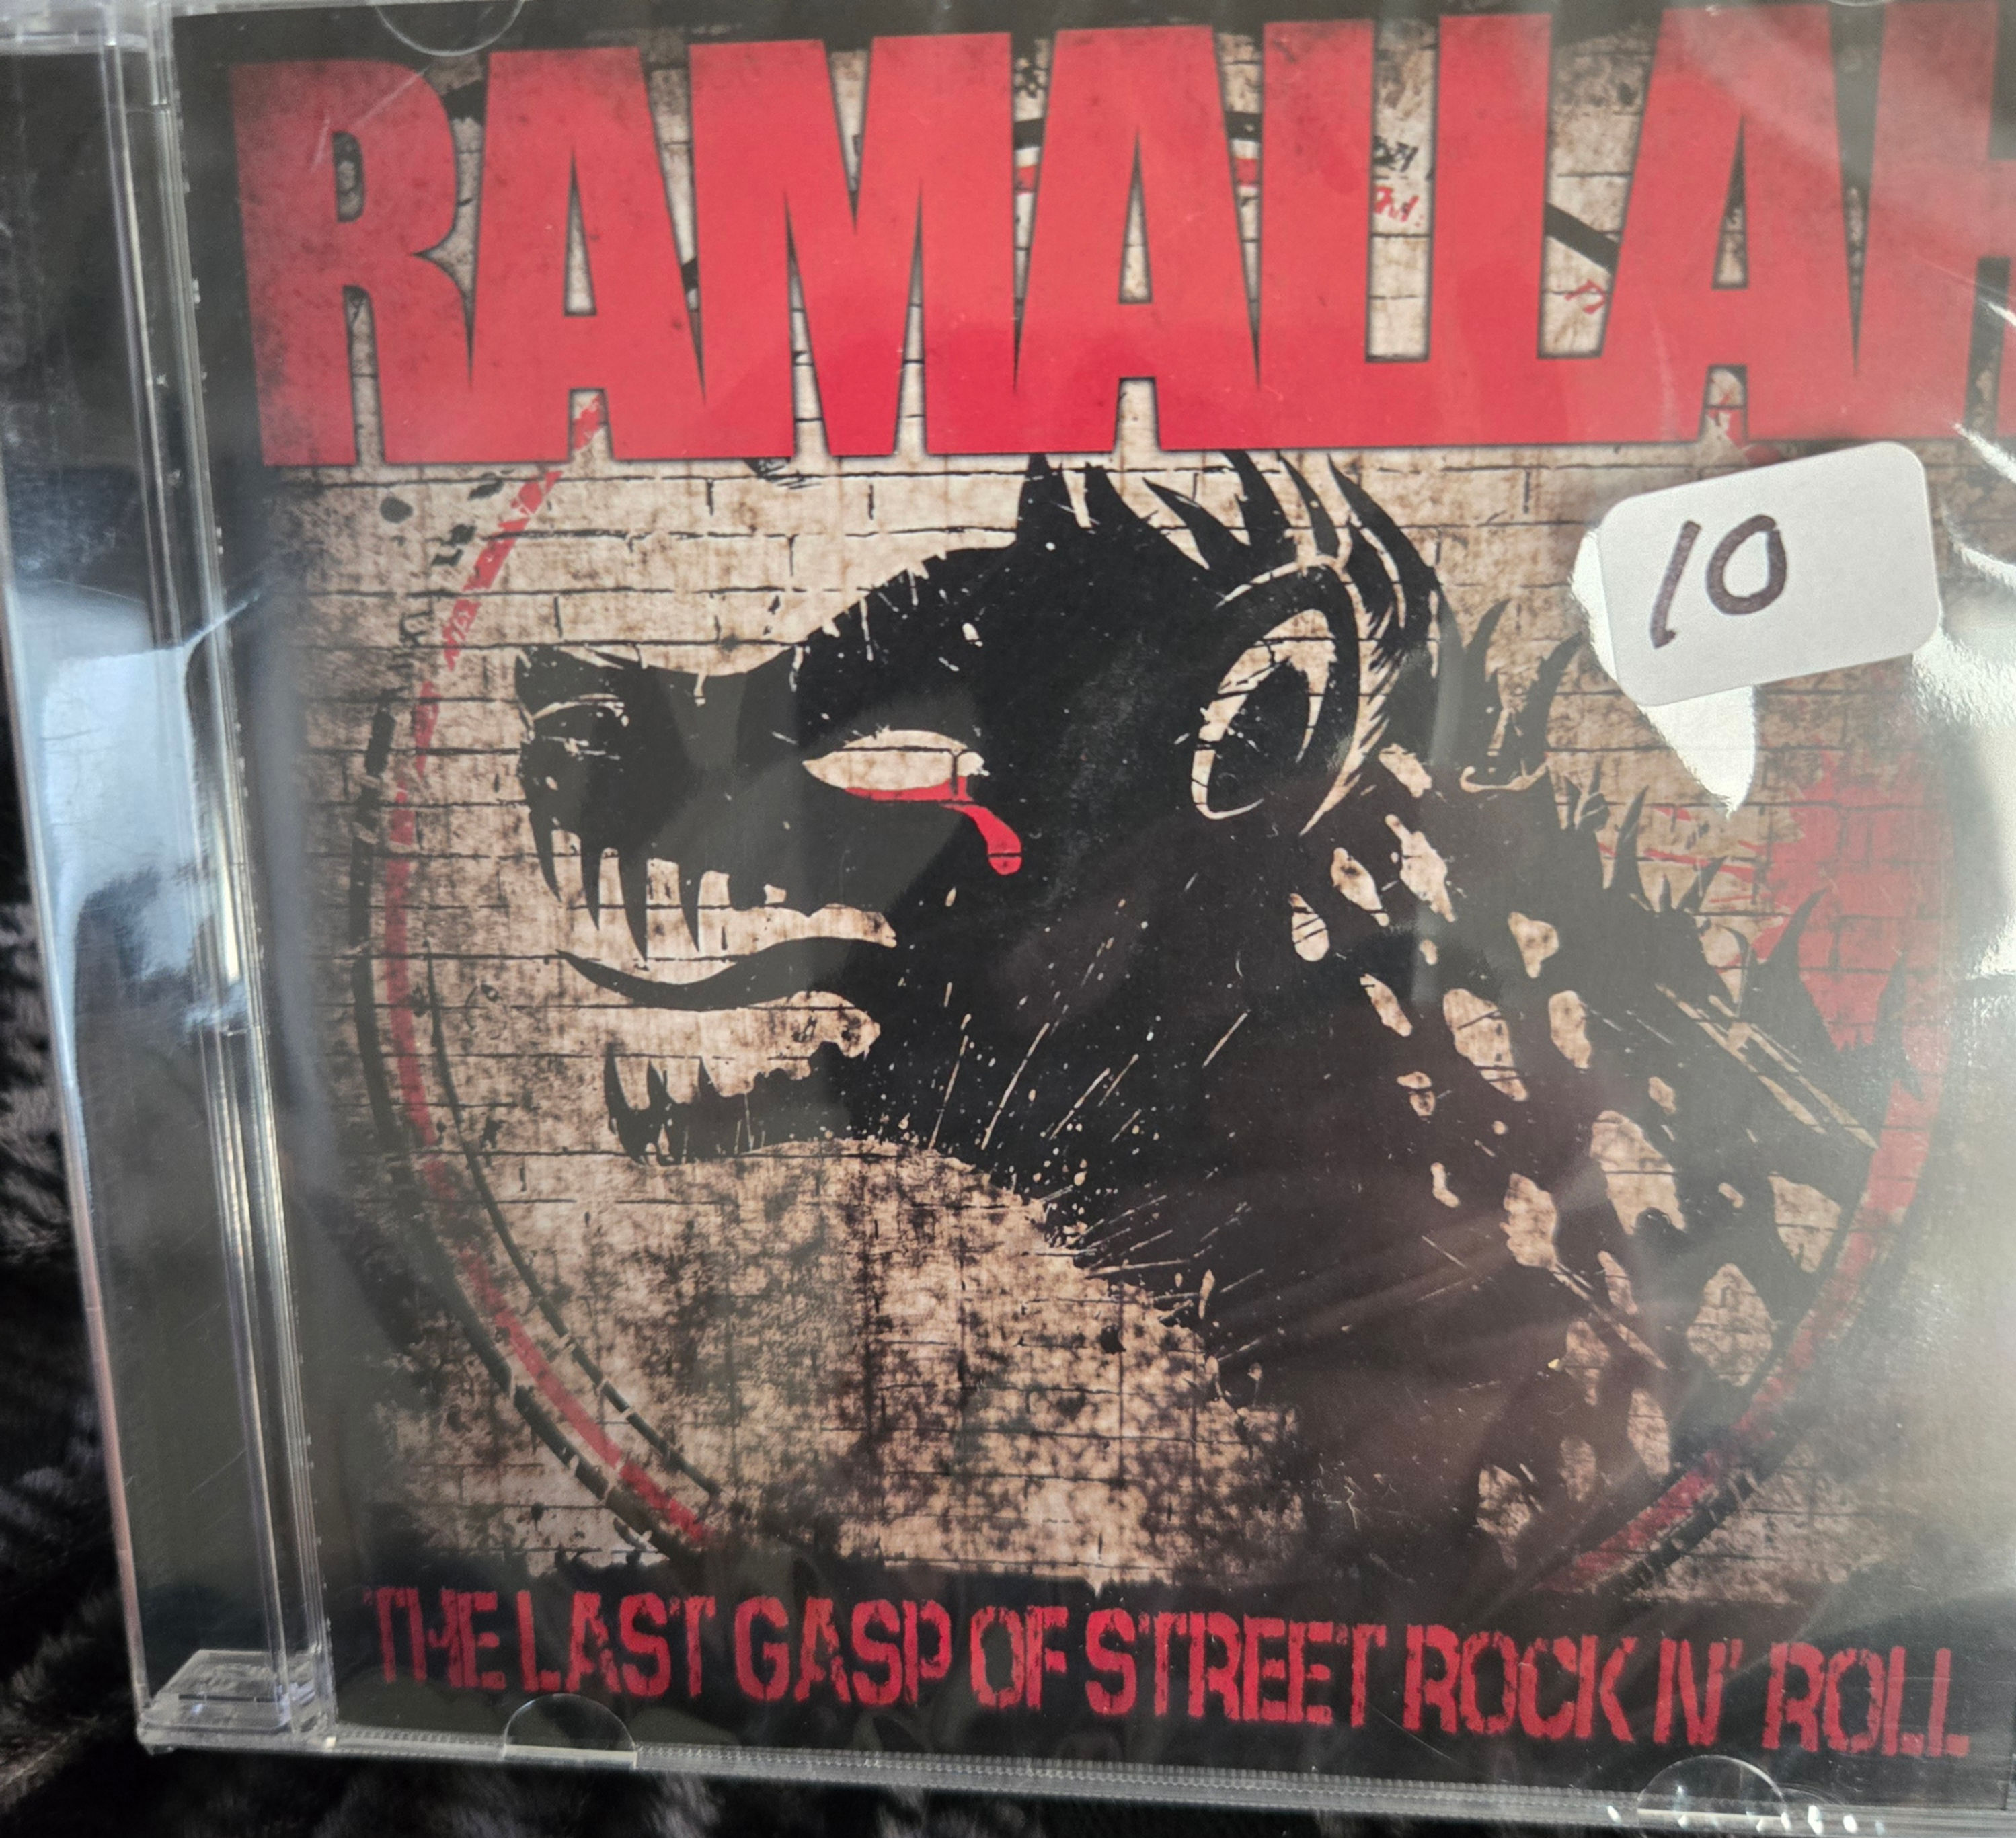 RAMALLAH
10
THE LAST GASP OF STREET ROCK N' ROLL